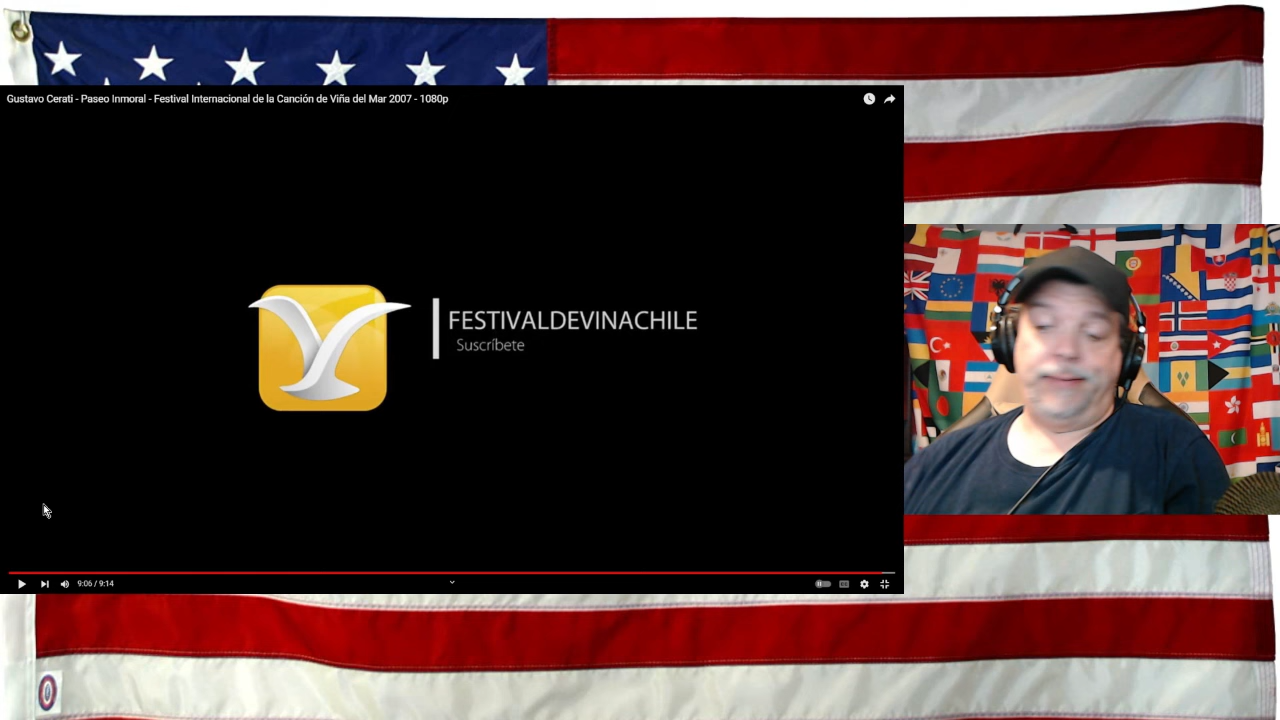 Gustavo Cerati - Paseo Inmoral - Festival Internacional de la Canción de Viña del Mar 2007 - 1080p
FESTIVALDEVINACHILE
Suscríbete
9:06 / 9:14